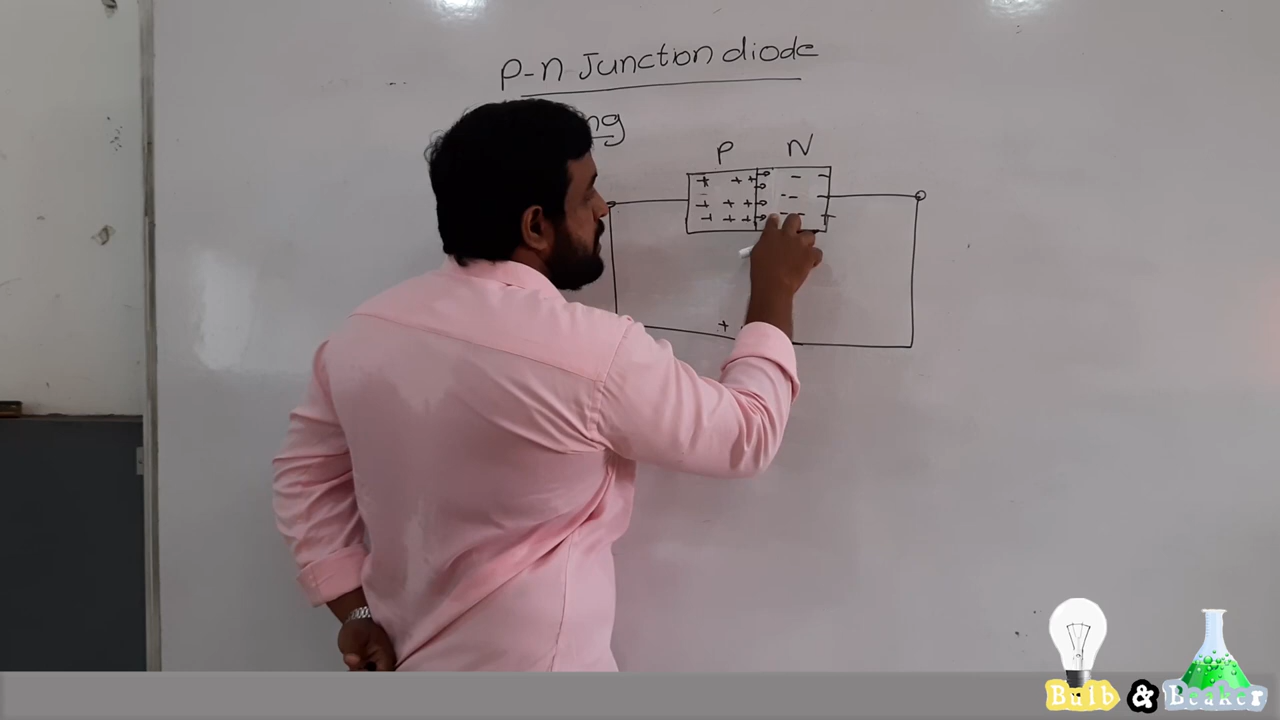 P-n Junction diode
P N
+ + +
+ + +
+ + +
+
Bulb & Beaker